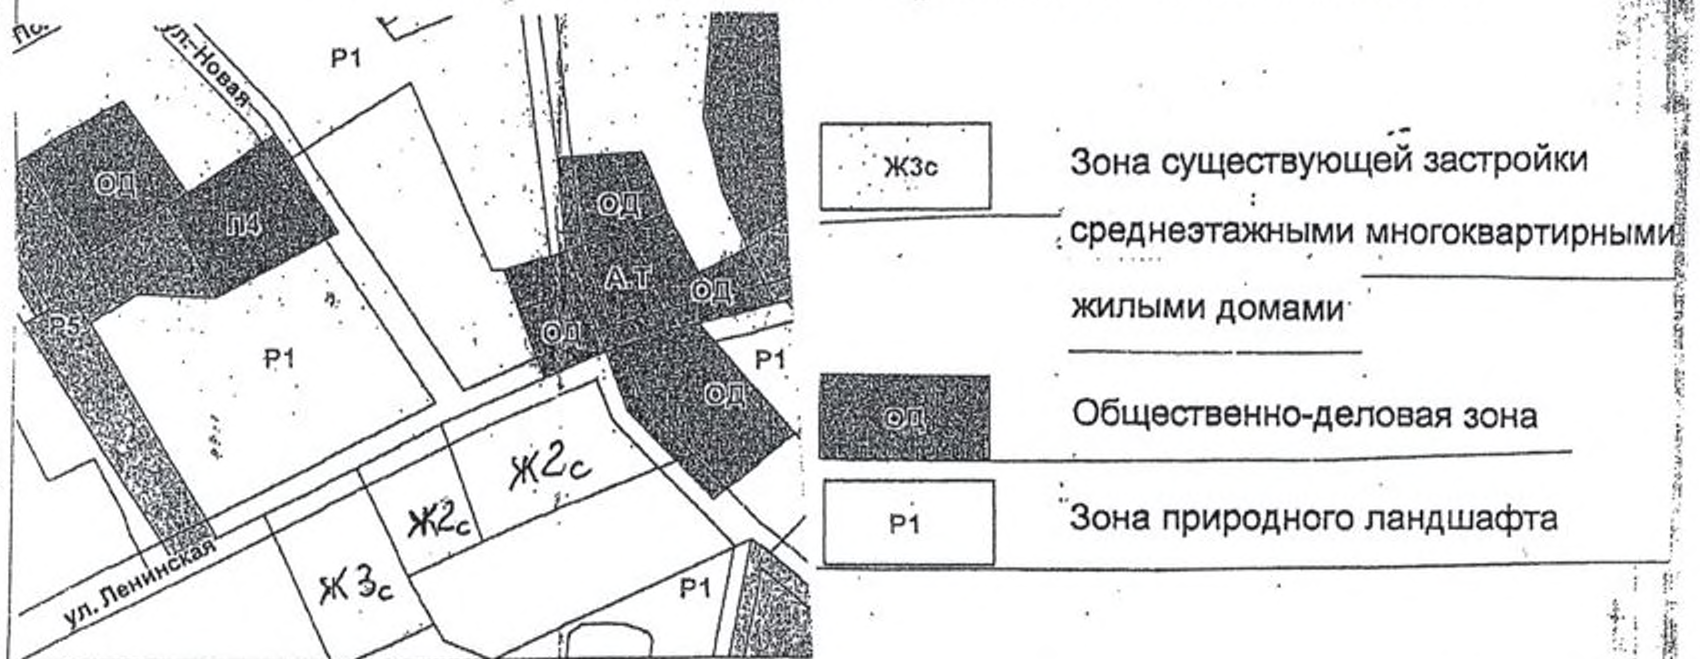 ул. Новая
Р1
ОД
П4
ОД
А.Т
ОД
ОД
Р5
Р1
Р1
ОД
Ж2с
Ж2с
Ж3с
Р1
ул. Ленинская
Ж3с
Зона существующей застройки
среднеэтажными многоквартирными
жилыми домами
ОД
Общественно-деловая зона
Р1
Зона природного ландшафта